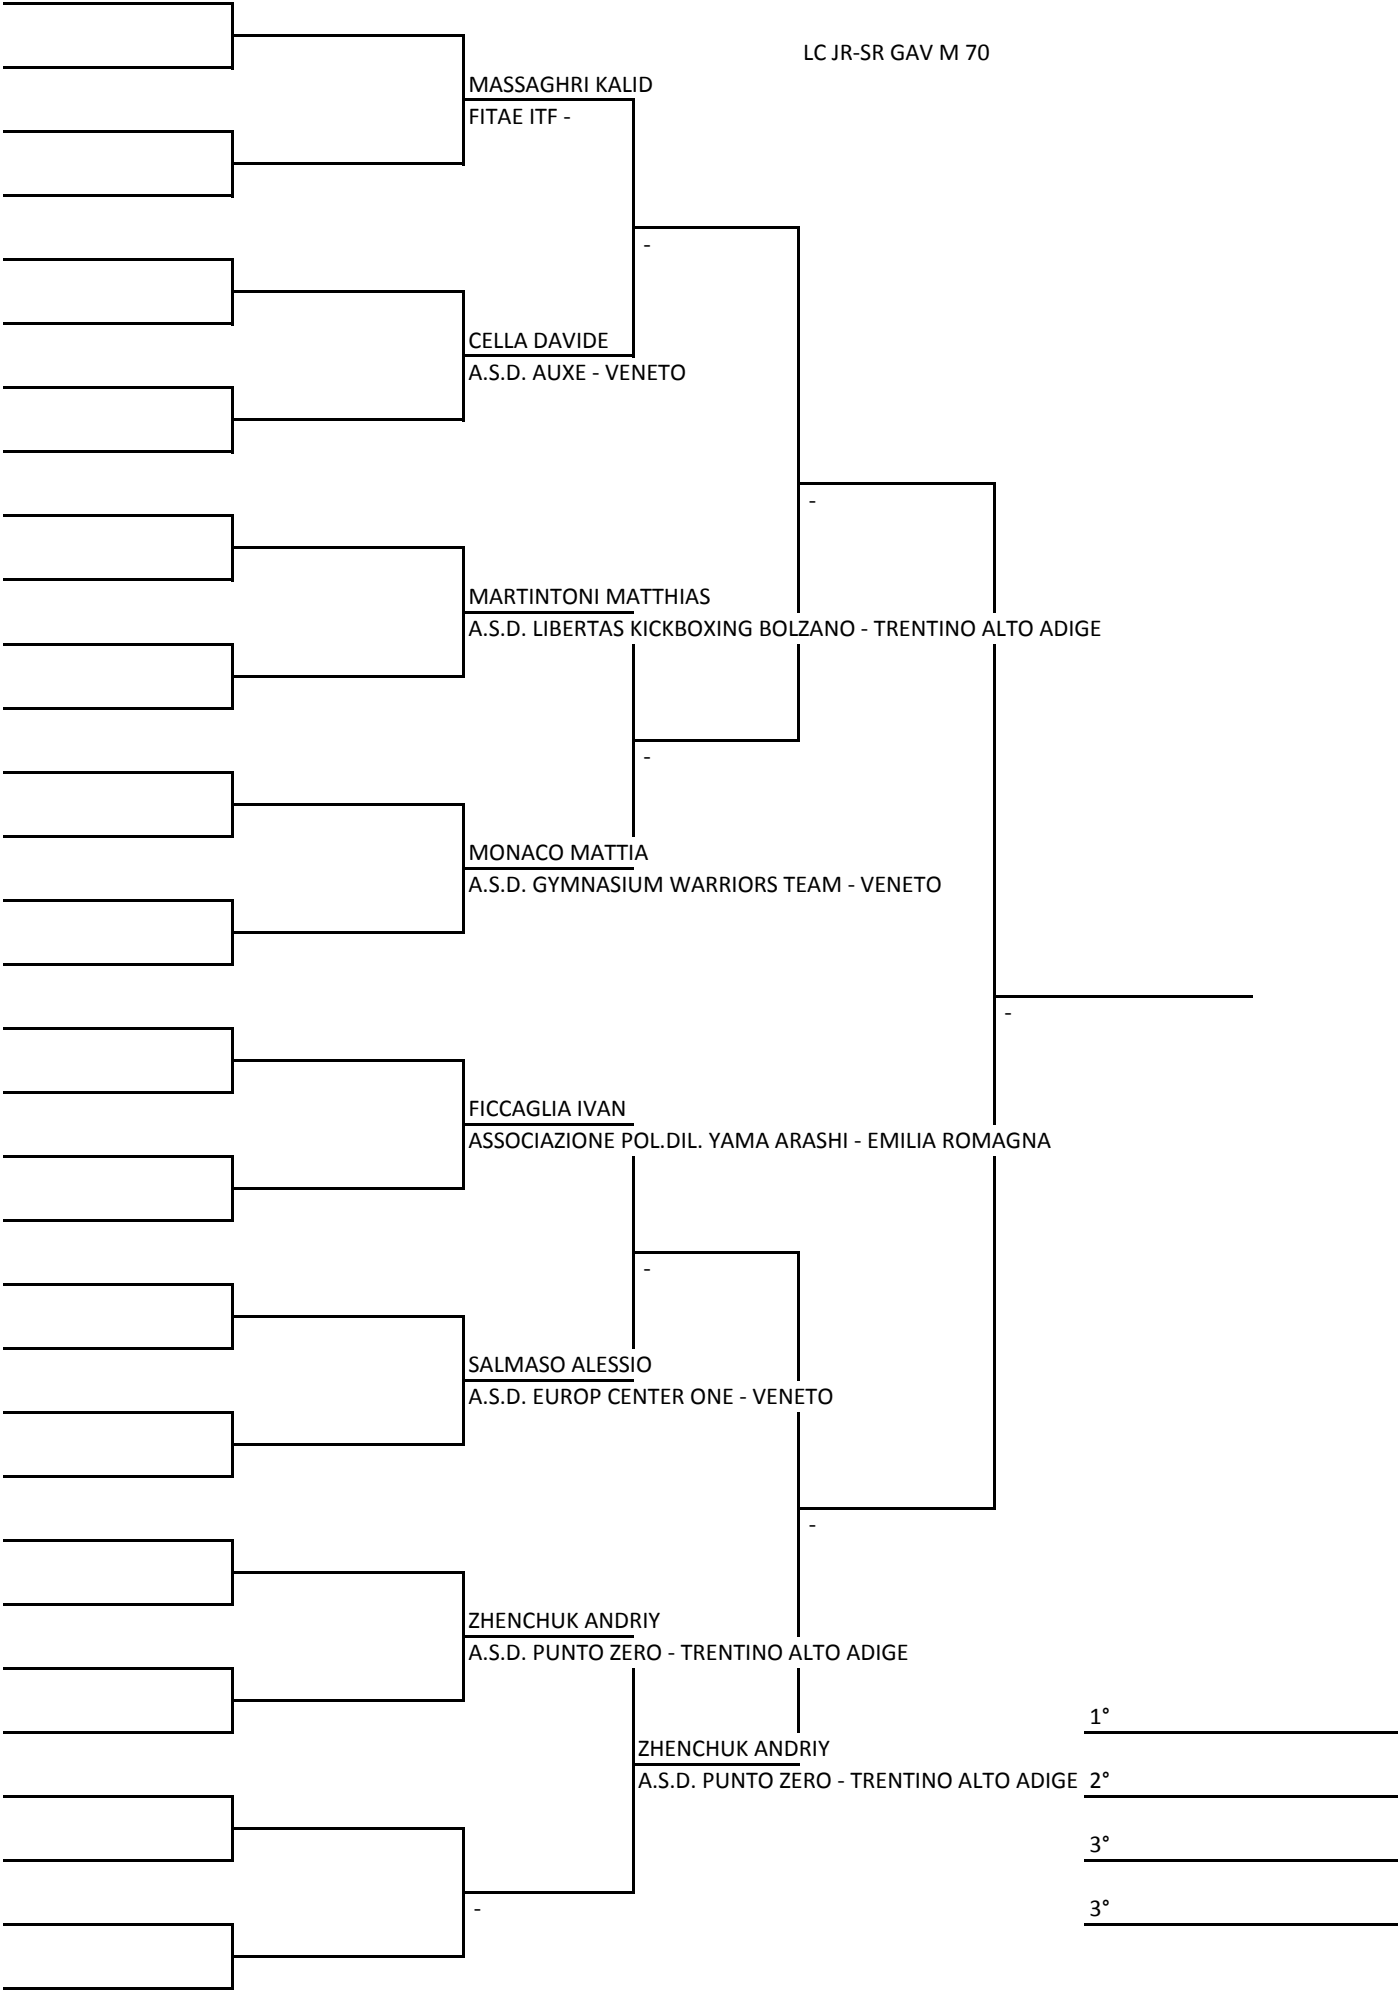 LC JR-SR GAV M 70
MASSAGHRI KALID
FITAE ITF -
-
CELLA DAVIDE
A.S.D. AUXE - VENETO
-
MARTINTONI MATTHIAS
A.S.D. LIBERTAS KICKBOXING BOLZANO - TRENTINO ALTO ADIGE
-
MONACO MATTIA
A.S.D. GYMNASIUM WARRIORS TEAM - VENETO
-
FICCAGLIA IVAN
ASSOCIAZIONE POL.DIL. YAMA ARASHI - EMILIA ROMAGNA
-
SALMASO ALESSIO
A.S.D. EUROP CENTER ONE - VENETO
-
ZHENCHUK ANDRIY
A.S.D. PUNTO ZERO - TRENTINO ALTO ADIGE
1°
ZHENCHUK ANDRIY
A.S.D. PUNTO ZERO - TRENTINO ALTO ADIGE 2°
3°
-
3°